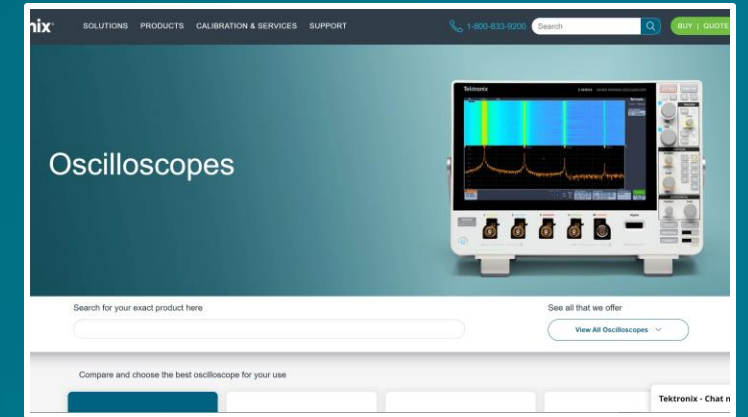 nix
SOLUTIONS PRODUCTS CALIBRATION & SERVICES SUPPORT
1-800-833-9200
Search
BUY | QUOTE
Oscilloscopes
Tektronix
Search for your exact product here
See all that we offer
View All Oscilloscopes
Compare and choose the best oscilloscope for your use
Tektronix - Chat n